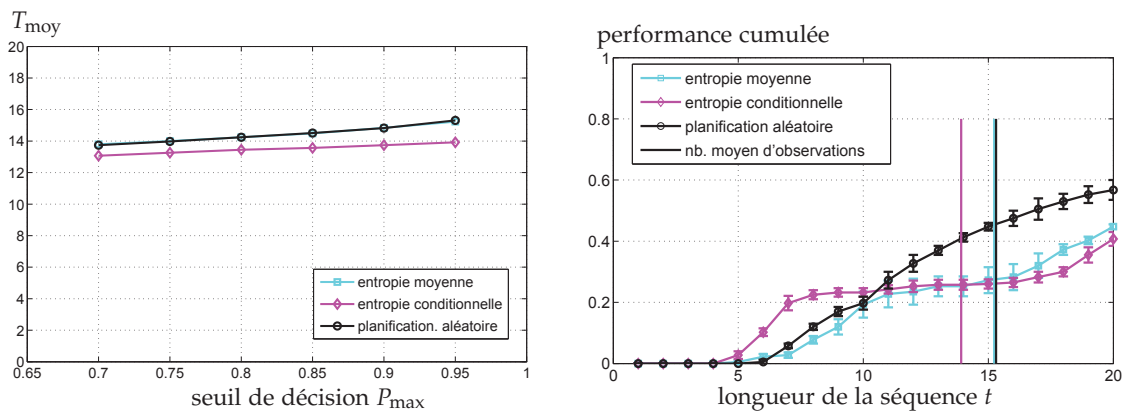 T_moy
20
18
16
14
12
10
8
6
4
2
0
0.65 0.7 0.75 0.8 0.85 0.9 0.95 1
entropie moyenne
entropie conditionnelle
planification. aléatoire
seuil de décision P_max
performance cumulée
1
0.8
0.6
0.4
0.2
0
0 5 10 15 20
entropie moyenne
entropie conditionnelle
planification aléatoire
nb. moyen d'observations
longueur de la séquence t